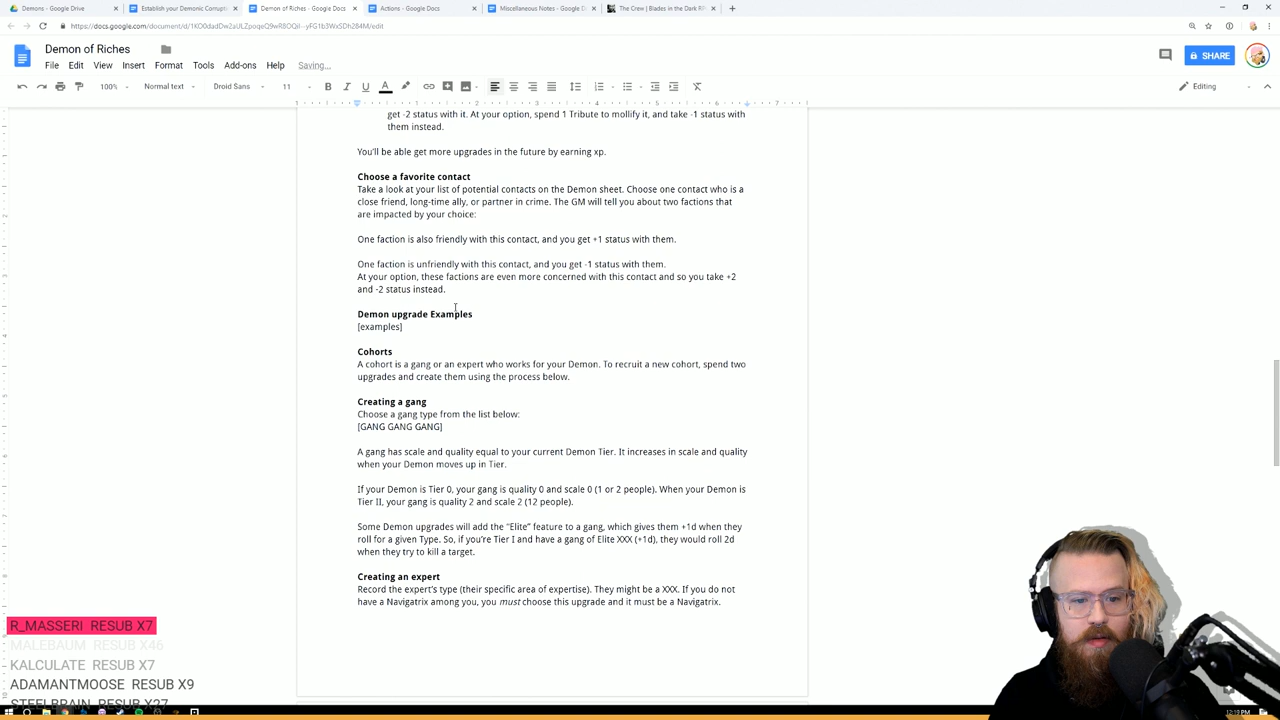 Demons - Google Drive
Establish your Demonic Corrupti
Demon of Riches - Google Docs
Actions - Google Docs
Miscellaneous Notes - Google D
The Crew | Blades in the Dark RP
Demon of Riches
File Edit View Insert Format Tools Add-ons Help Saving...
SHARE
100% Normal text Droid Sans 11 Editing
get -2 status with it. At your option, spend 1 Tribute to mollify it, and take -1 status with
them instead.
You'll be able get more upgrades in the future by earning xp.
Choose a favorite contact
Take a look at your list of potential contacts on the Demon sheet. Choose one contact who is a
close friend, long-time ally, or partner in crime. The GM will tell you about two factions that
are impacted by your choice:
One faction is also friendly with this contact, and you get +1 status with them.
One faction is unfriendly with this contact, and you get -1 status with them.
At your option, these factions are even more concerned with this contact and so you take +2
and -2 status instead.
Demon upgrade Examples
[examples]
Cohorts
A cohort is a gang or an expert who works for your Demon. To recruit a new cohort, spend two
upgrades and create them using the process below.
Creating a gang
Choose a gang type from the list below:
[GANG GANG GANG]
A gang has scale and quality equal to your current Demon Tier. It increases in scale and quality
when your Demon moves up in Tier.
If your Demon is Tier 0, your gang is quality 0 and scale 0 (1 or 2 people). When your Demon is
Tier II, your gang is quality 2 and scale 2 (12 people).
Some Demon upgrades will add the "Elite" feature to a gang, which gives them +1d when they
roll for a given Type. So, if you're Tier I and have a gang of Elite XXX (+1d), they would roll 2d
when they try to kill a target.
Creating an expert
Record the expert's type (their specific area of expertise). They might be a XXX. If you do not
have a Navigatrix among you, you must choose this upgrade and it must be a Navigatrix.
R_MASSERI RESUB X7
MALEBAUM RESUB X46
KALCULATE RESUB X7
ADAMANTMOOSE RESUB X9
STEELBRAIN RESUB X27
12:19 PM